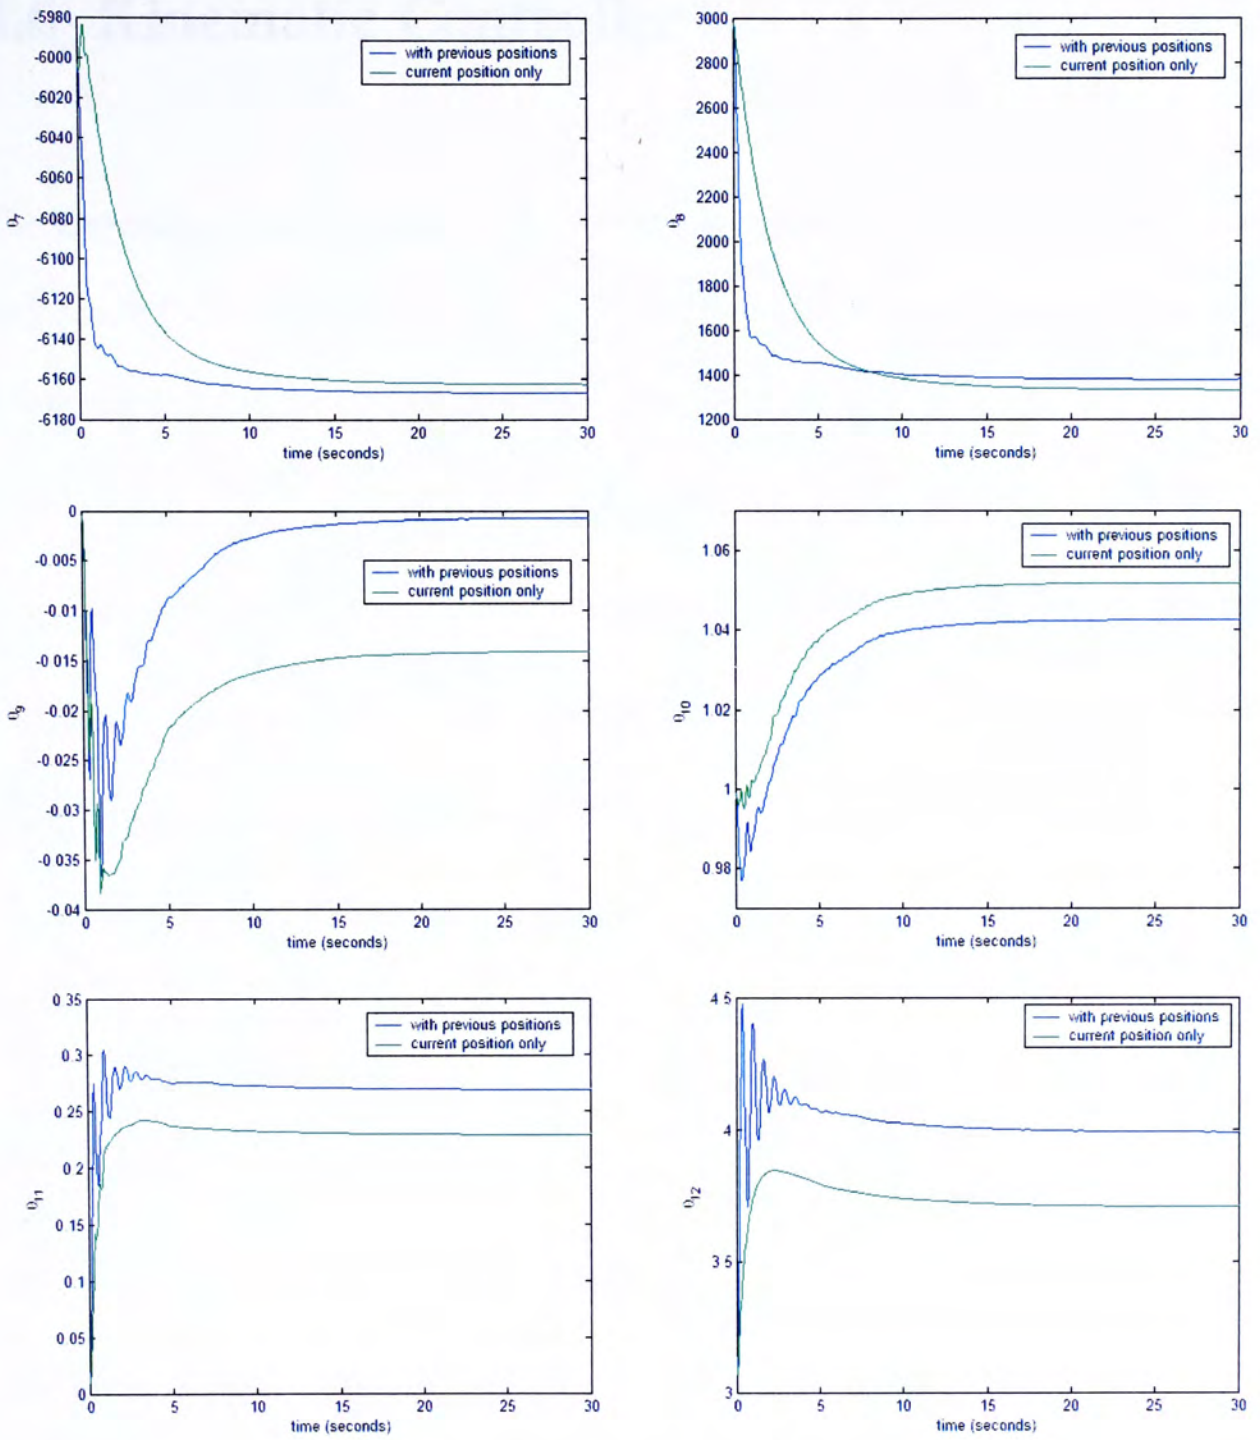 -5980
with previous positions
current position only
-6000
-6020
-6040
-6060
-6080
-6100
-6120
-6140
-6160
-6180
θ7
0 5 10 15 20 25 30
time (seconds)
3000
with previous positions
current position only
2800
2600
2400
2200
2000
1800
1600
1400
1200
θ8
0 5 10 15 20 25 30
time (seconds)
0
-0 005
with previous positions
current position only
-0 01
-0 015
-0 02
-0 025
-0 03
-0 035
-0 04
θ9
0 5 10 15 20 25 30
time (seconds)
with previous positions
current position only
1.06
1.04
1.02
1
0.98
θ10
0 5 10 15 20 25 30
time (seconds)
0 35
with previous positions
current position only
0.3
0.25
0 2
0.15
0 1
0 05
0
θ11
0 5 10 15 20 25 30
time (seconds)
4 5
with previous positions
current position only
4
3 5
3
θ12
0 5 10 15 20 25 30
time (seconds)